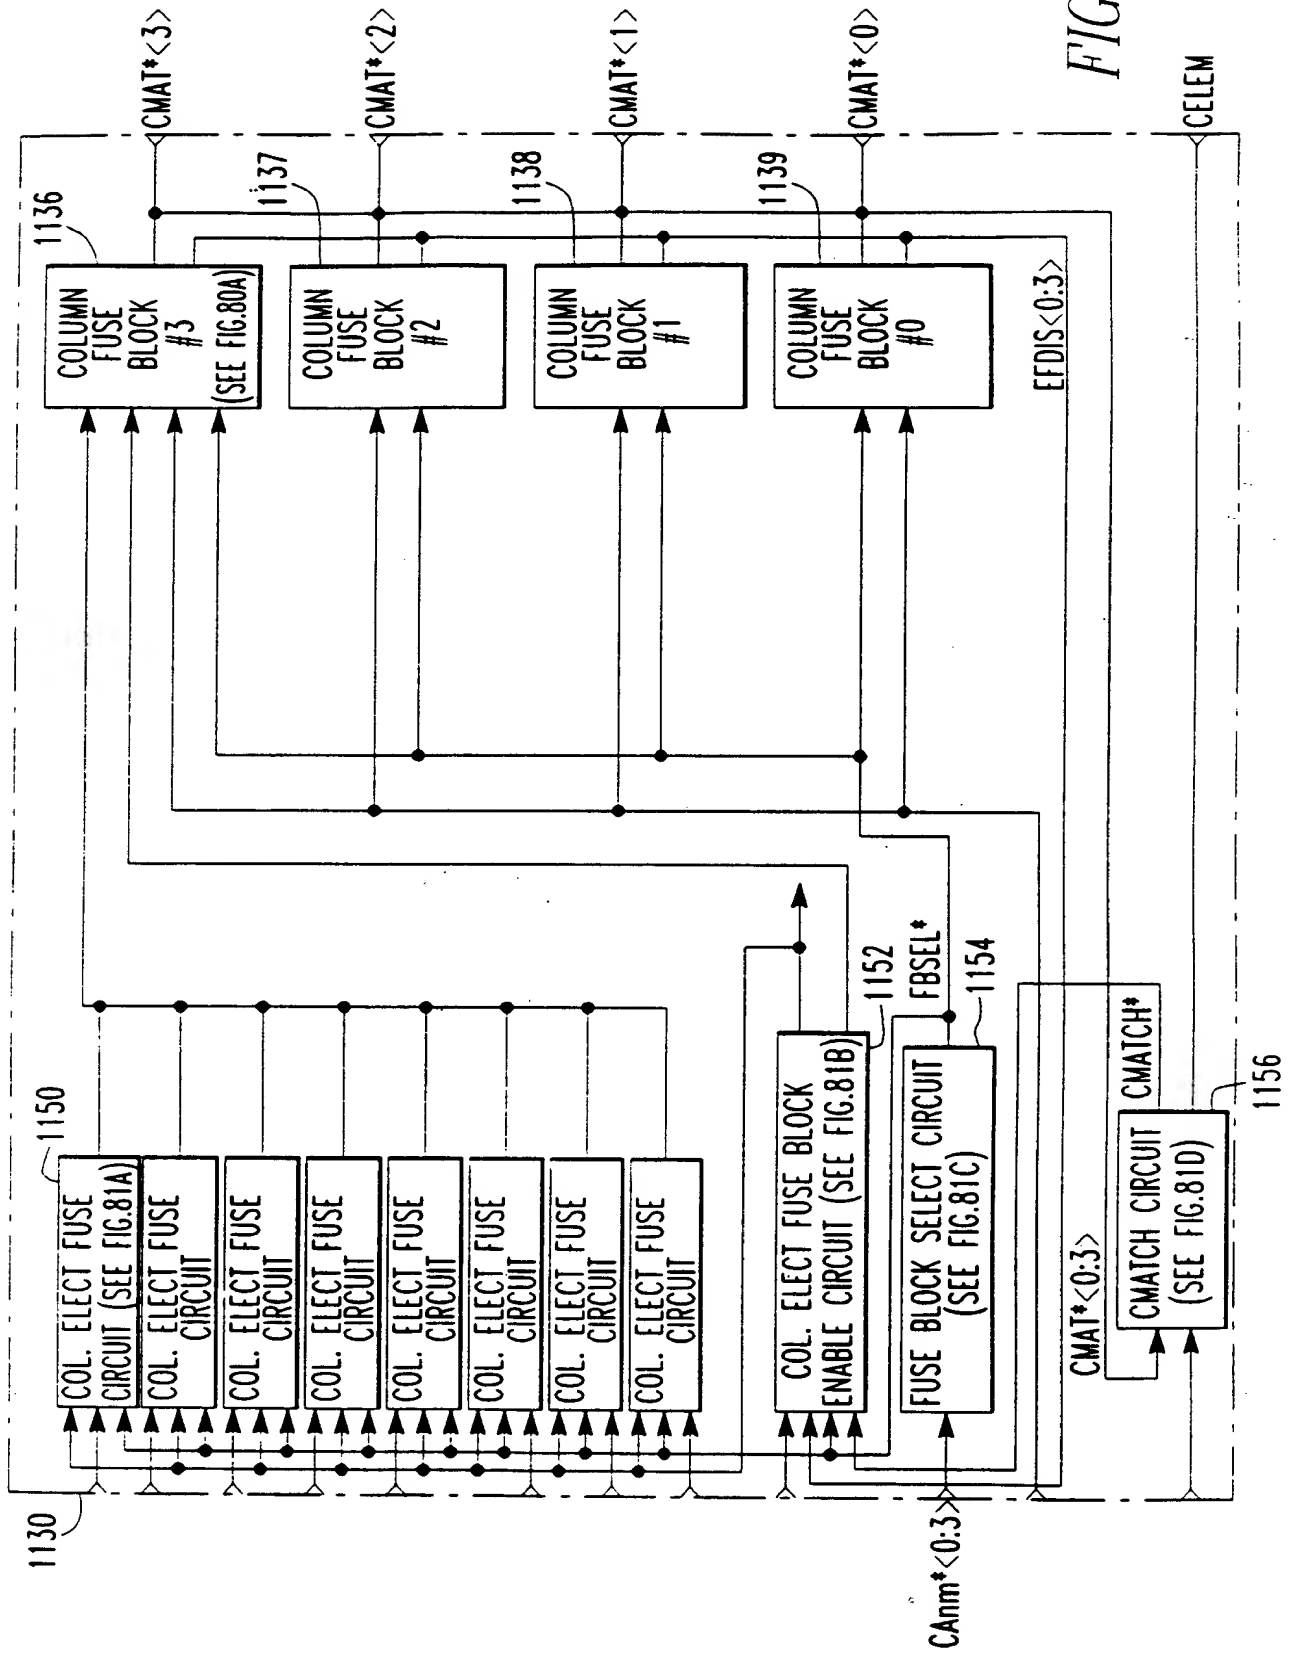 1130
1150
COL. ELECT FUSE
CIRCUIT (SEE FIG.81A)
COL. ELECT FUSE
CIRCUIT
COL. ELECT FUSE
CIRCUIT
COL. ELECT FUSE
CIRCUIT
COL. ELECT FUSE
CIRCUIT
COL. ELECT FUSE
CIRCUIT
COL. ELECT FUSE
CIRCUIT
COL. ELECT FUSE
CIRCUIT
1136
COLUMN
FUSE
BLOCK
#3
(SEE FIG.80A)
CMAT*<3>
1137
COLUMN
FUSE
BLOCK
#2
CMAT*<2>
1138
COLUMN
FUSE
BLOCK
#1
CMAT*<1>
1139
COLUMN
FUSE
BLOCK
#0
CMAT*<0>
COL. ELECT FUSE BLOCK
ENABLE CIRCUIT (SEE FIG.81B)
1152
FBSEL*
FUSE BLOCK SELECT CIRCUIT
(SEE FIG.81C)
1154
CAnm*<0:3>
EFDIS<0:3>
CMAT*<0:3>
CMATCH*
CMATCH CIRCUIT
(SEE FIG.81D)
1156
CELEM
FIG